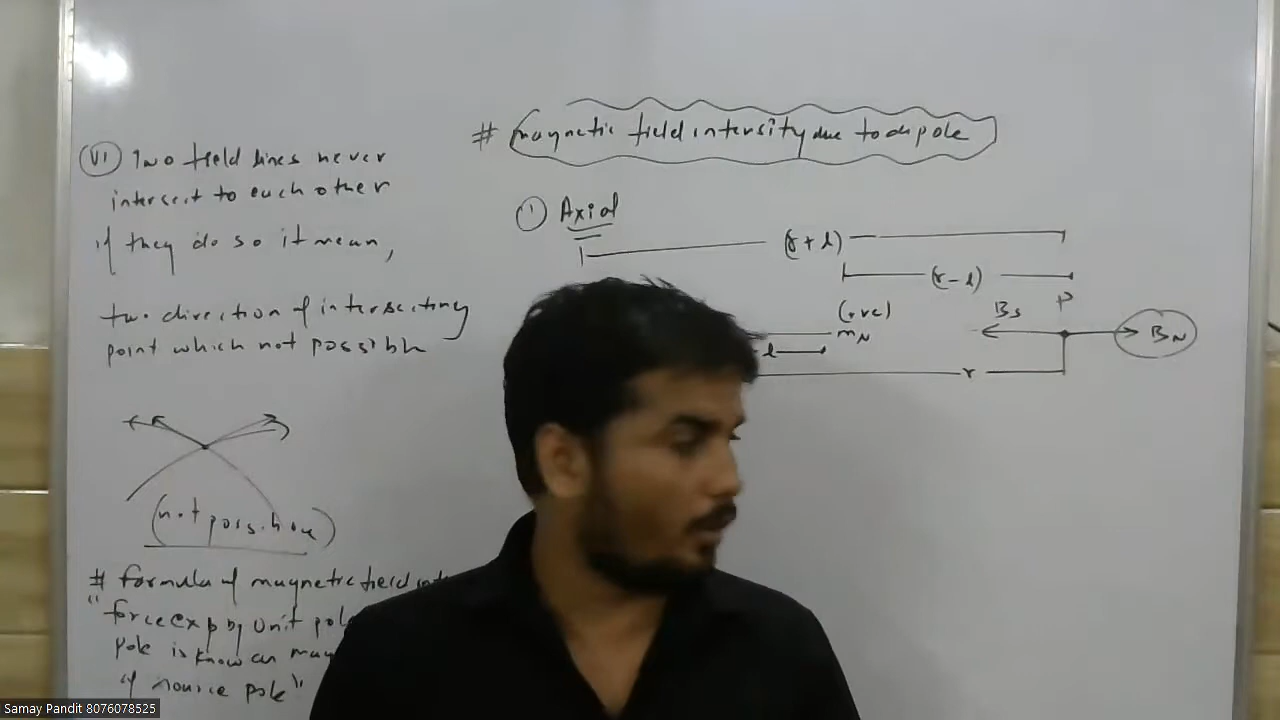 (VI) Two field lines never
intersect to each other
if they do so it mean,
two direction of intersecting
point which not possible
(not possible)
# formula of magnetic field
"force exp by unit pole
pole is know as
of source pole"
# magnetic field intensity due to dipole
(1) Axial
(r + l)
(r - l)
(+ve)
m_N
l
r
B_S
P
B_N
Samay Pandit 8076078525